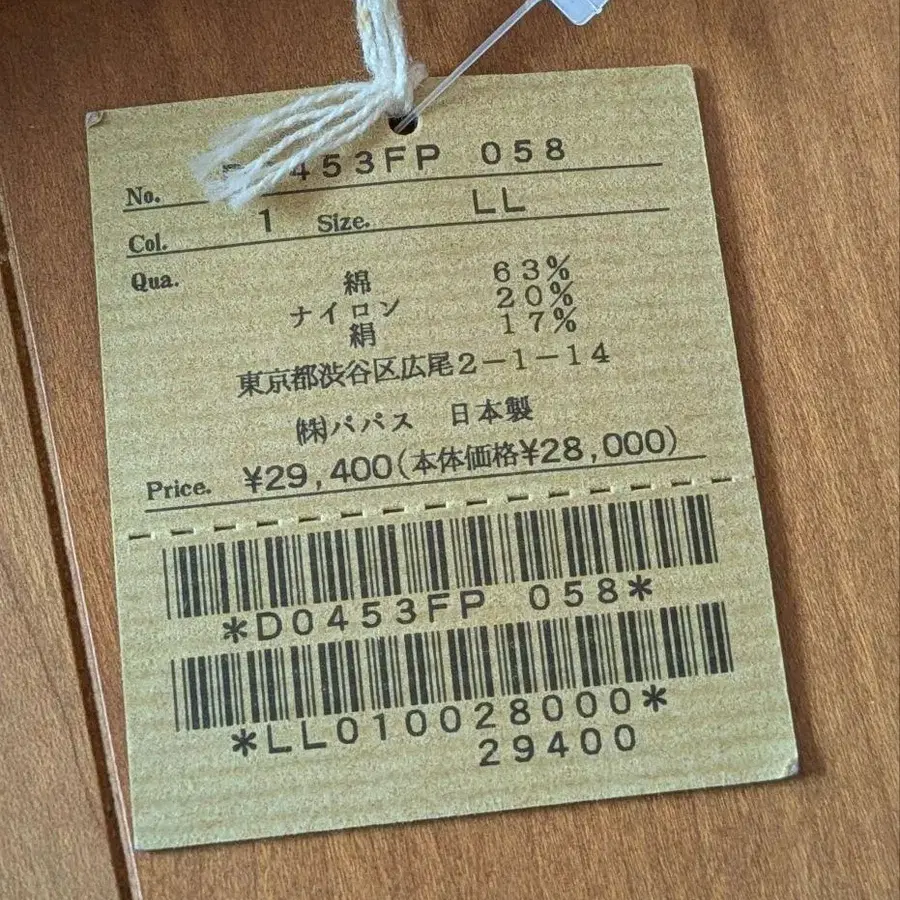 No. D0453FP 058
Col. 1 Size. LL
Qua. 綿 63%
ナイロン 20%
絹 17%
東京都渋谷区広尾2-1-14
㈱パパス 日本製
Price. ¥29,400(本体価格¥28,000)
*D0453FP 058*
*LL010028000*
29400